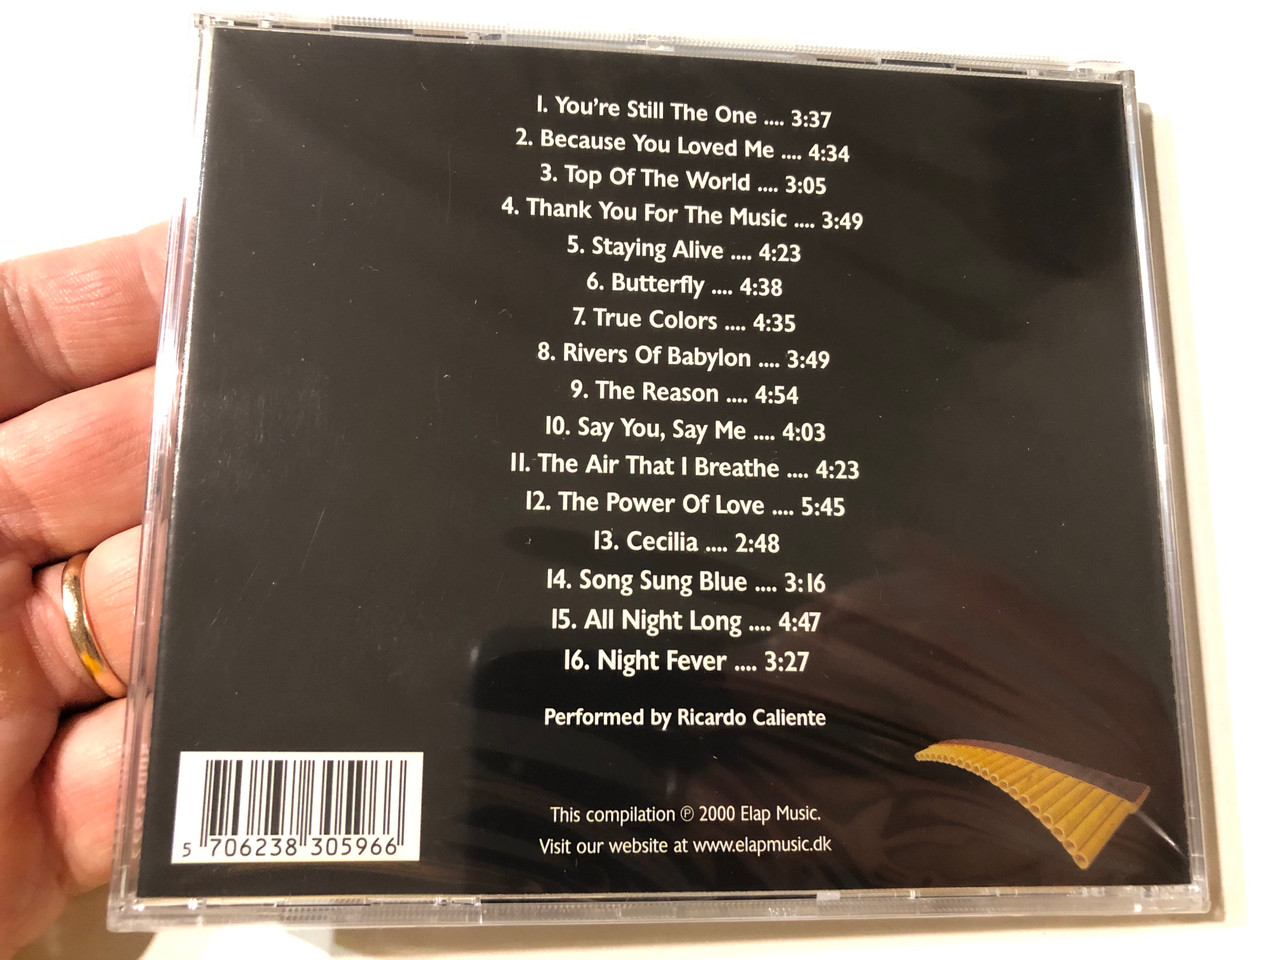 1. You're Still The One .... 3:37
2. Because You Loved Me .... 4:34
3. Top Of The World .... 3:05
4. Thank You For The Music .... 3:49
5. Staying Alive .... 4:23
6. Butterfly .... 4:38
7. True Colors .... 4:35
8. Rivers Of Babylon .... 3:49
9. The Reason .... 4:54
10. Say You, Say Me .... 4:03
11. The Air That I Breathe .... 4:23
12. The Power Of Love .... 5:45
13. Cecilia .... 2:48
14. Song Sung Blue .... 3:16
15. All Night Long .... 4:47
16. Night Fever .... 3:27
Performed by Ricardo Caliente
This compilation ℗ 2000 Elap Music.
Visit our website at www.elapmusic.dk
5 706238 305966